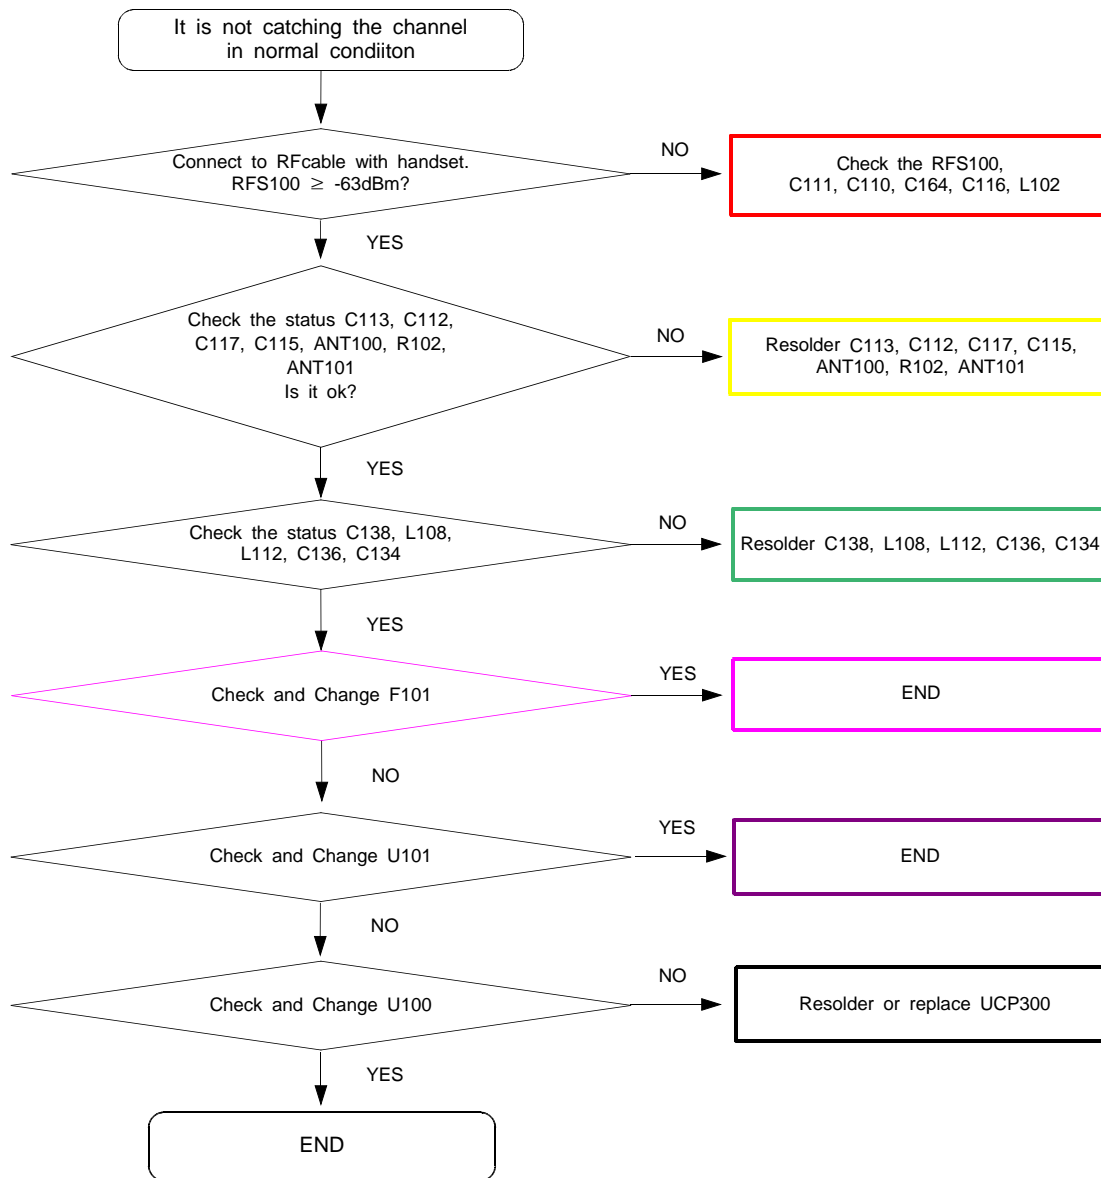 It is not catching the channel
in normal condiiton
Connect to RFcable with handset.
RFS100 ≥ -63dBm?
NO
Check the RFS100,
C111, C110, C164, C116, L102
YES
Check the status C113, C112,
C117, C115, ANT100, R102,
ANT101
Is it ok?
NO
Resolder C113, C112, C117, C115,
ANT100, R102, ANT101
YES
Check the status C138, L108,
L112, C136, C134
NO
Resolder C138, L108, L112, C136, C134
YES
Check and Change F101
YES
END
NO
Check and Change U101
YES
END
NO
Check and Change U100
NO
Resolder or replace UCP300
YES
END